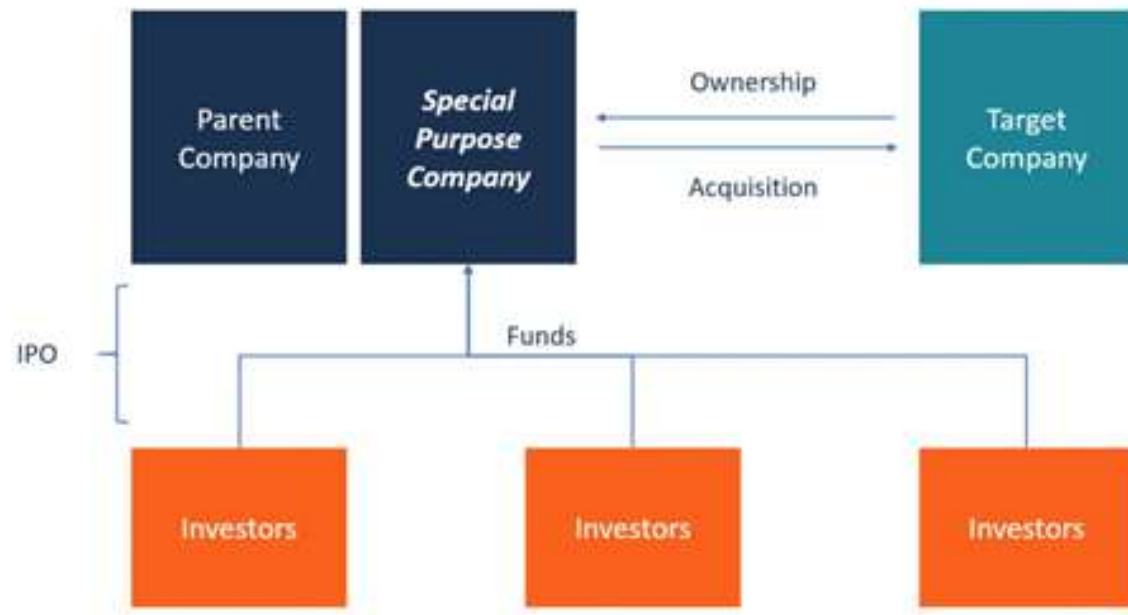 Parent
Company
Special
Purpose
Company
Ownership
Acquisition
Target
Company
IPO
Funds
Investors
Investors
Investors